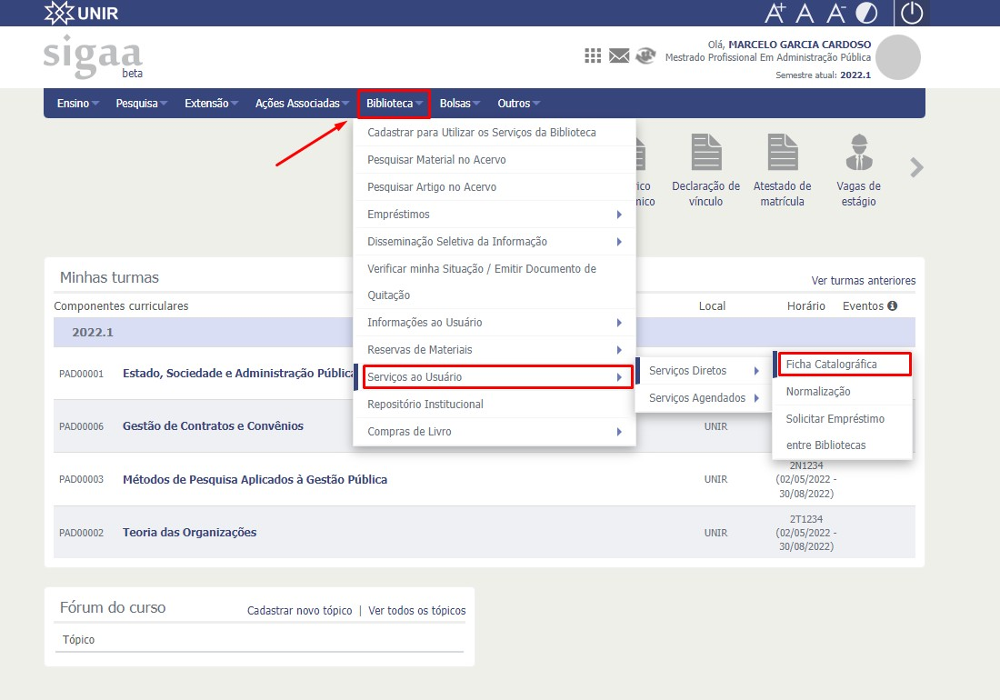 UNIR
A+ A A-
sigaa
beta
Olá, MARCELO GARCIA CARDOSO
Mestrado Profissional Em Administração Pública
Semestre atual: 2022.1
Ensino Pesquisa Extensão Ações Associadas Biblioteca Bolsas Outros
Cadastrar para Utilizar os Serviços da Biblioteca
Pesquisar Material no Acervo
Pesquisar Artigo no Acervo
Empréstimos
Disseminação Seletiva da Informação
Verificar minha Situação / Emitir Documento de
Quitação
Informações ao Usuário
Reservas de Materiais
Serviços ao Usuário
Repositório Institucional
Compras de Livro
Serviços Diretos
Serviços Agendados
Ficha Catalográfica
Normalização
Solicitar Empréstimo
entre Bibliotecas
ico
mico
Declaração de
vínculo
Atestado de
matrícula
Vagas de
estágio
Minhas turmas
Ver turmas anteriores
Componentes curriculares Local Horário Eventos
2022.1
PAD00001 Estado, Sociedade e Administração Pública
PAD00006 Gestão de Contratos e Convênios UNIR
PAD00003 Métodos de Pesquisa Aplicados à Gestão Pública UNIR
2N1234
(02/05/2022 -
30/08/2022)
PAD00002 Teoria das Organizações UNIR
2T1234
(02/05/2022 -
30/08/2022)
Fórum do curso
Cadastrar novo tópico | Ver todos os tópicos
Tópico